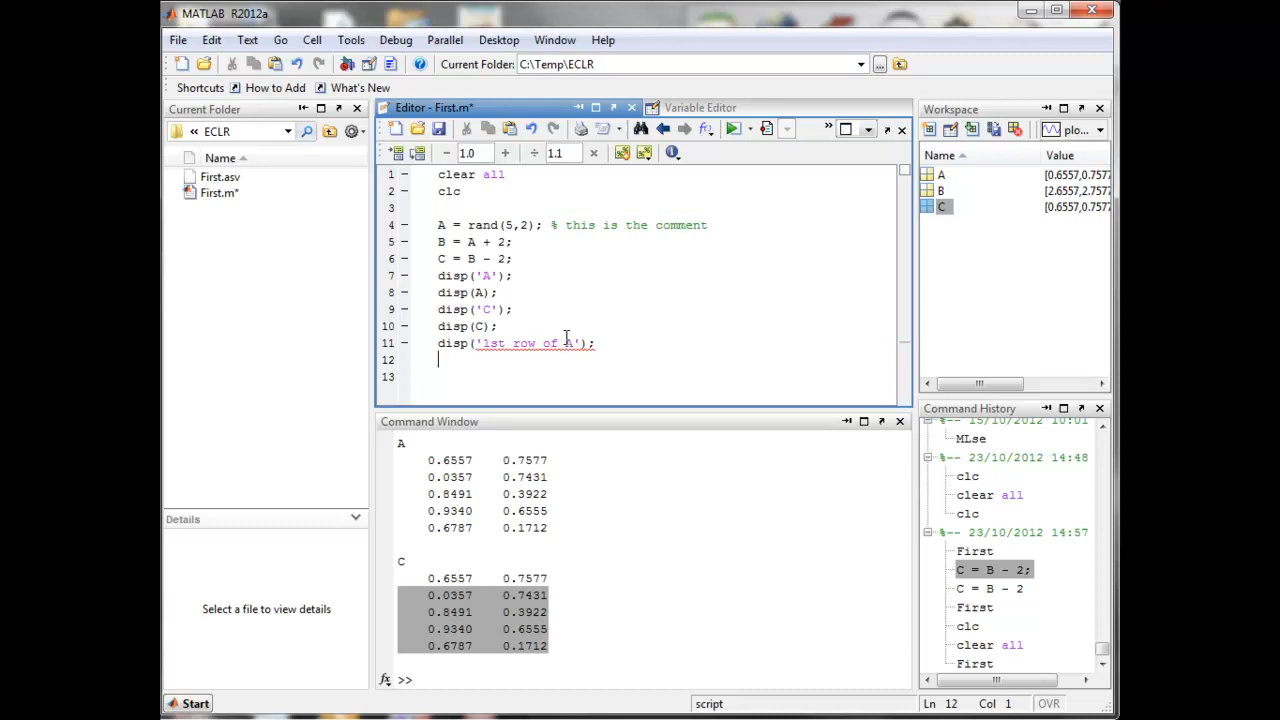 MATLAB R2012a
File Edit Text Go Cell Tools Debug Parallel Desktop Window Help
Current Folder: C:\Temp\ECLR
Shortcuts How to Add What's New
Current Folder
« ECLR
Name
First.asv
First.m*
Details
Select a file to view details
Editor - First.m*
Variable Editor
1.0 1.1
1 clear all
2 clc
3
4 A = rand(5,2); % this is the comment
5 B = A + 2;
6 C = B - 2;
7 disp('A');
8 disp(A);
9 disp('C');
10 disp(C);
11 disp('1st row of A');
12
13
Command Window
A
0.6557 0.7577
0.0357 0.7431
0.8491 0.3922
0.9340 0.6555
0.6787 0.1712
C
0.6557 0.7577
0.0357 0.7431
0.8491 0.3922
0.9340 0.6555
0.6787 0.1712
fx >>
Workspace
plo...
Name Value
A [0.6557,0.7577
B [2.6557,2.7577
C [0.6557,0.7577
Command History
%-- 15/10/2012 10:01
MLse
%-- 23/10/2012 14:48
clc
clear all
clc
%-- 23/10/2012 14:57
First
C = B - 2;
C = B - 2
First
clc
clear all
First
Start
script
Ln 12 Col 1 OVR